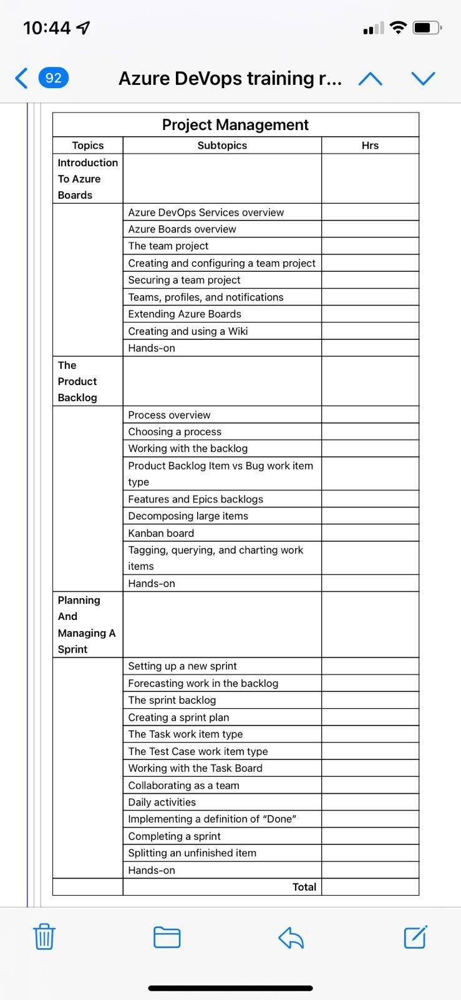 10:44
92
Azure DeVops training r...
Project Management
Topics Subtopics Hrs
Introduction
To Azure
Boards
Azure DevOps Services overview
Azure Boards overview
The team project
Creating and configuring a team project
Securing a team project
Teams, profiles, and notifications
Extending Azure Boards
Creating and using a Wiki
Hands-on
The
Product
Backlog
Process overview
Choosing a process
Working with the backlog
Product Backlog Item vs Bug work item
type
Features and Epics backlogs
Decomposing large items
Kanban board
Tagging, querying, and charting work
items
Hands-on
Planning
And
Managing A
Sprint
Setting up a new sprint
Forecasting work in the backlog
The sprint backlog
Creating a sprint plan
The Task work item type
The Test Case work item type
Working with the Task Board
Collaborating as a team
Daily activities
Implementing a definition of “Done”
Completing a sprint
Splitting an unfinished item
Hands-on
Total